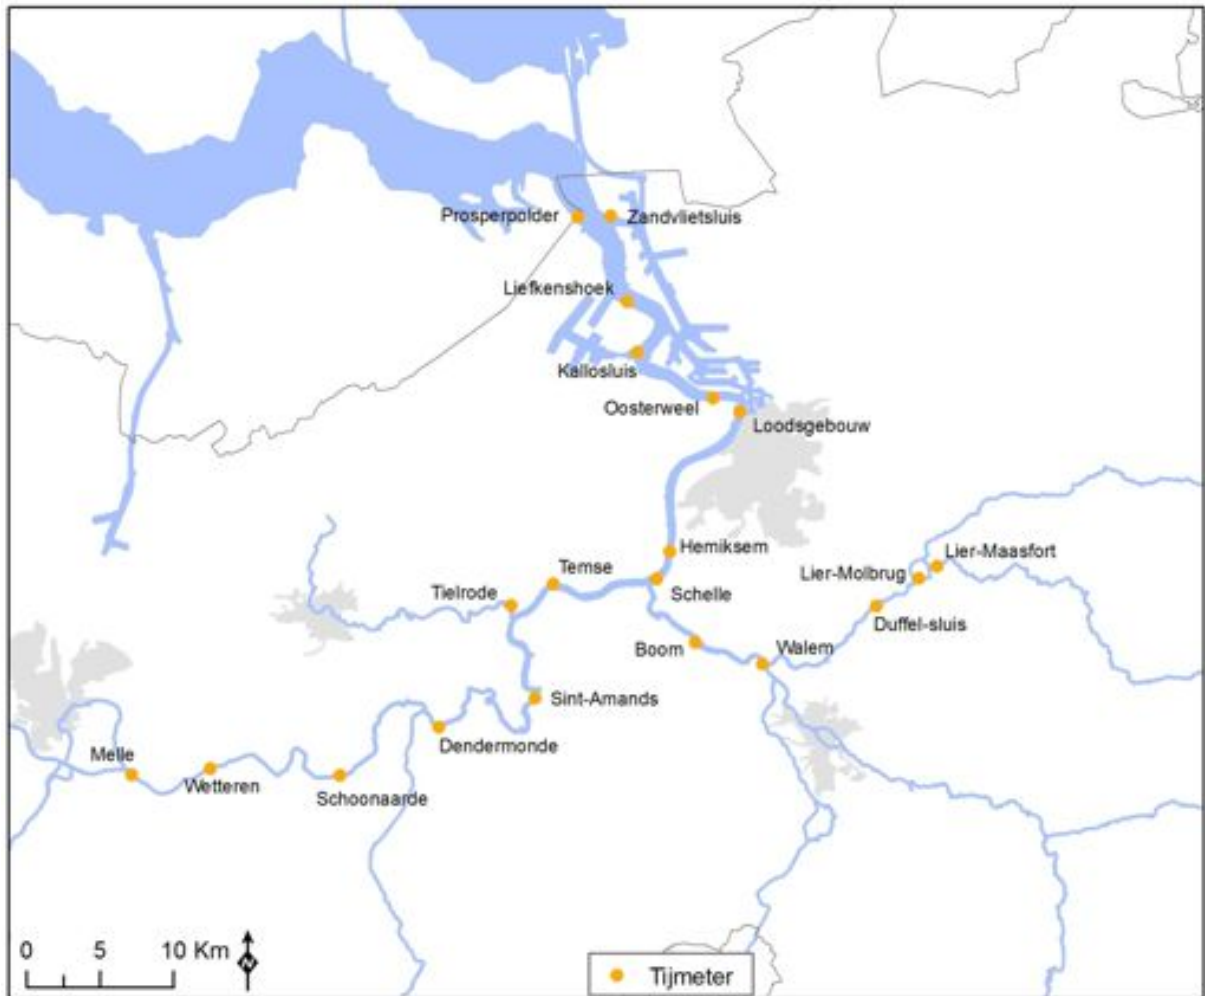 Prosperpolder
Zandvlietsluis
Liefkenshoek
Kallosluis
Oosterweel
Loodsgebouw
Hemiksem
Lier-Maasfort
Temse
Lier-Molbrug
Tielrode
Schelle
Duffel-sluis
Boom
Walem
Sint-Amands
Dendermonde
Melle
Wetteren
Schoonaarde
0 5 10 Km
N
Tijmeter